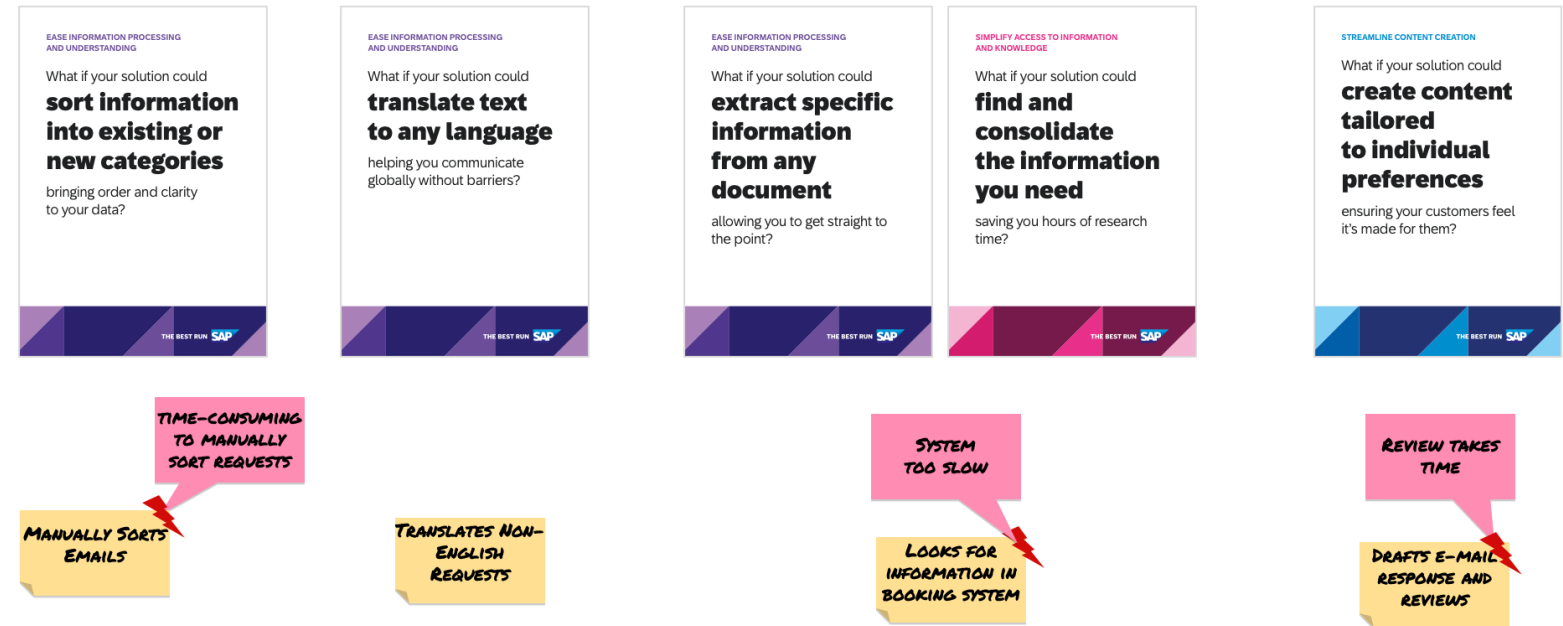 EASE INFORMATION PROCESSING
AND UNDERSTANDING
What if your solution could
sort information
into existing or
new categories
bringing order and clarity
to your data?
THE BEST RUN SAP
EASE INFORMATION PROCESSING
AND UNDERSTANDING
What if your solution could
translate text
to any language
helping you communicate
globally without barriers?
THE BEST RUN SAP
EASE INFORMATION PROCESSING
AND UNDERSTANDING
What if your solution could
extract specific
information
from any
document
allowing you to get straight to
the point?
THE BEST RUN SAP
SIMPLIFY ACCESS TO INFORMATION
AND KNOWLEDGE
What if your solution could
find and
consolidate
the information
you need
saving you hours of research
time?
THE BEST RUN SAP
STREAMLINE CONTENT CREATION
What if your solution could
create content
tailored
to individual
preferences
ensuring your customers feel
it's made for them?
THE BEST RUN SAP
TIME-CONSUMING
TO MANUALLY
SORT REQUESTS
MANUALLY SORTS
EMAILS
TRANSLATES NON-
ENGLISH
REQUESTS
SYSTEM
TOO SLOW
LOOKS FOR
INFORMATION IN
BOOKING SYSTEM
REVIEW TAKES
TIME
DRAFTS E-MAIL
RESPONSE AND
REVIEWS